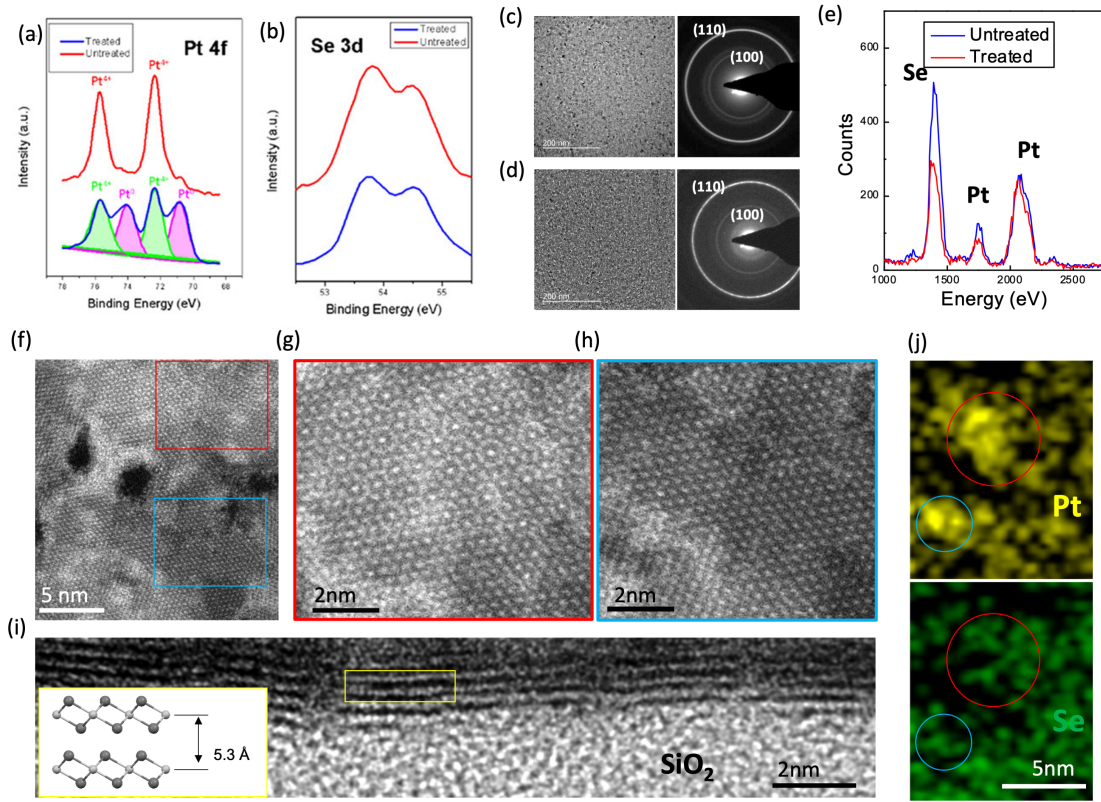 (a)
Treated
Untreated
Pt 4f
Pt⁴⁺
Pt⁴⁺
Pt⁴⁺
Pt⁰
Pt⁴⁺
Pt⁰
Intensity (a.u.)
78 76 74 72 70 68
Binding Energy (eV)
(b)
Se 3d
Treated
Untreated
Intensity (a.u.)
53 54 55
Binding Energy (eV)
(c)
200 nm
(110)
(100)
(d)
200 nm
(110)
(100)
(e)
Untreated
Treated
Se
Pt
Pt
Counts
600
400
200
0
1000 1500 2000 2500
Energy (eV)
(f)
5 nm
(g)
2nm
(h)
2nm
(i)
5.3 Å
SiO₂
2nm
(j)
Pt
Se
5nm